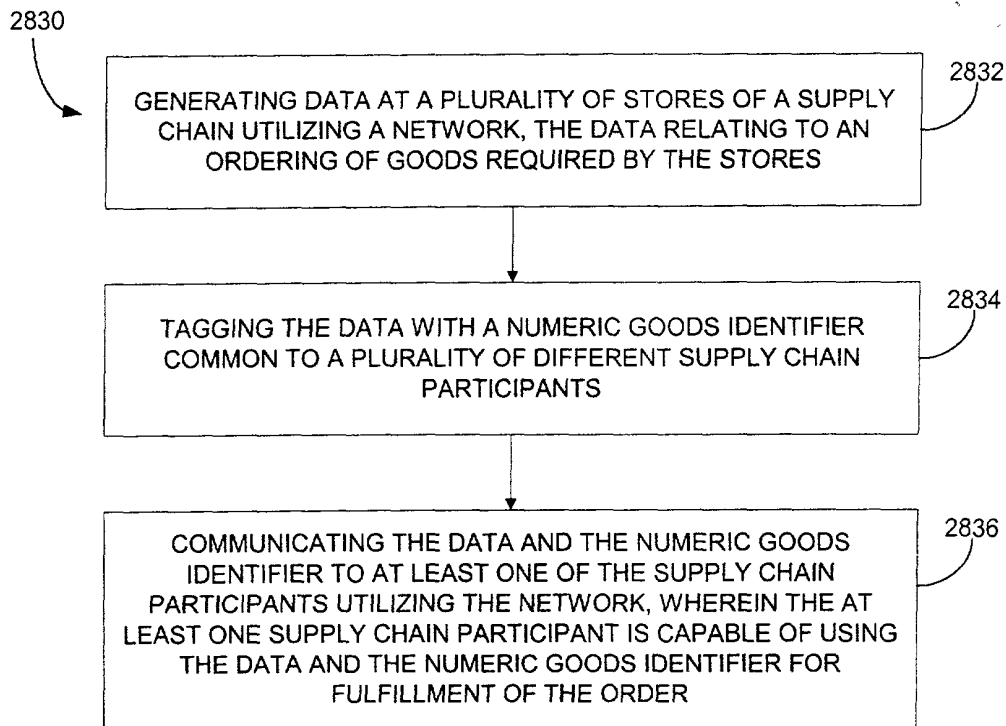 2830
GENERATING DATA AT A PLURALITY OF STORES OF A SUPPLY
CHAIN UTILIZING A NETWORK, THE DATA RELATING TO AN
ORDERING OF GOODS REQUIRED BY THE STORES
2832
TAGGING THE DATA WITH A NUMERIC GOODS IDENTIFIER
COMMON TO A PLURALITY OF DIFFERENT SUPPLY CHAIN
PARTICIPANTS
2834
COMMUNICATING THE DATA AND THE NUMERIC GOODS
IDENTIFIER TO AT LEAST ONE OF THE SUPPLY CHAIN
PARTICIPANTS UTILIZING THE NETWORK, WHEREIN THE AT
LEAST ONE SUPPLY CHAIN PARTICIPANT IS CAPABLE OF USING
THE DATA AND THE NUMERIC GOODS IDENTIFIER FOR
FULFILLMENT OF THE ORDER
2836